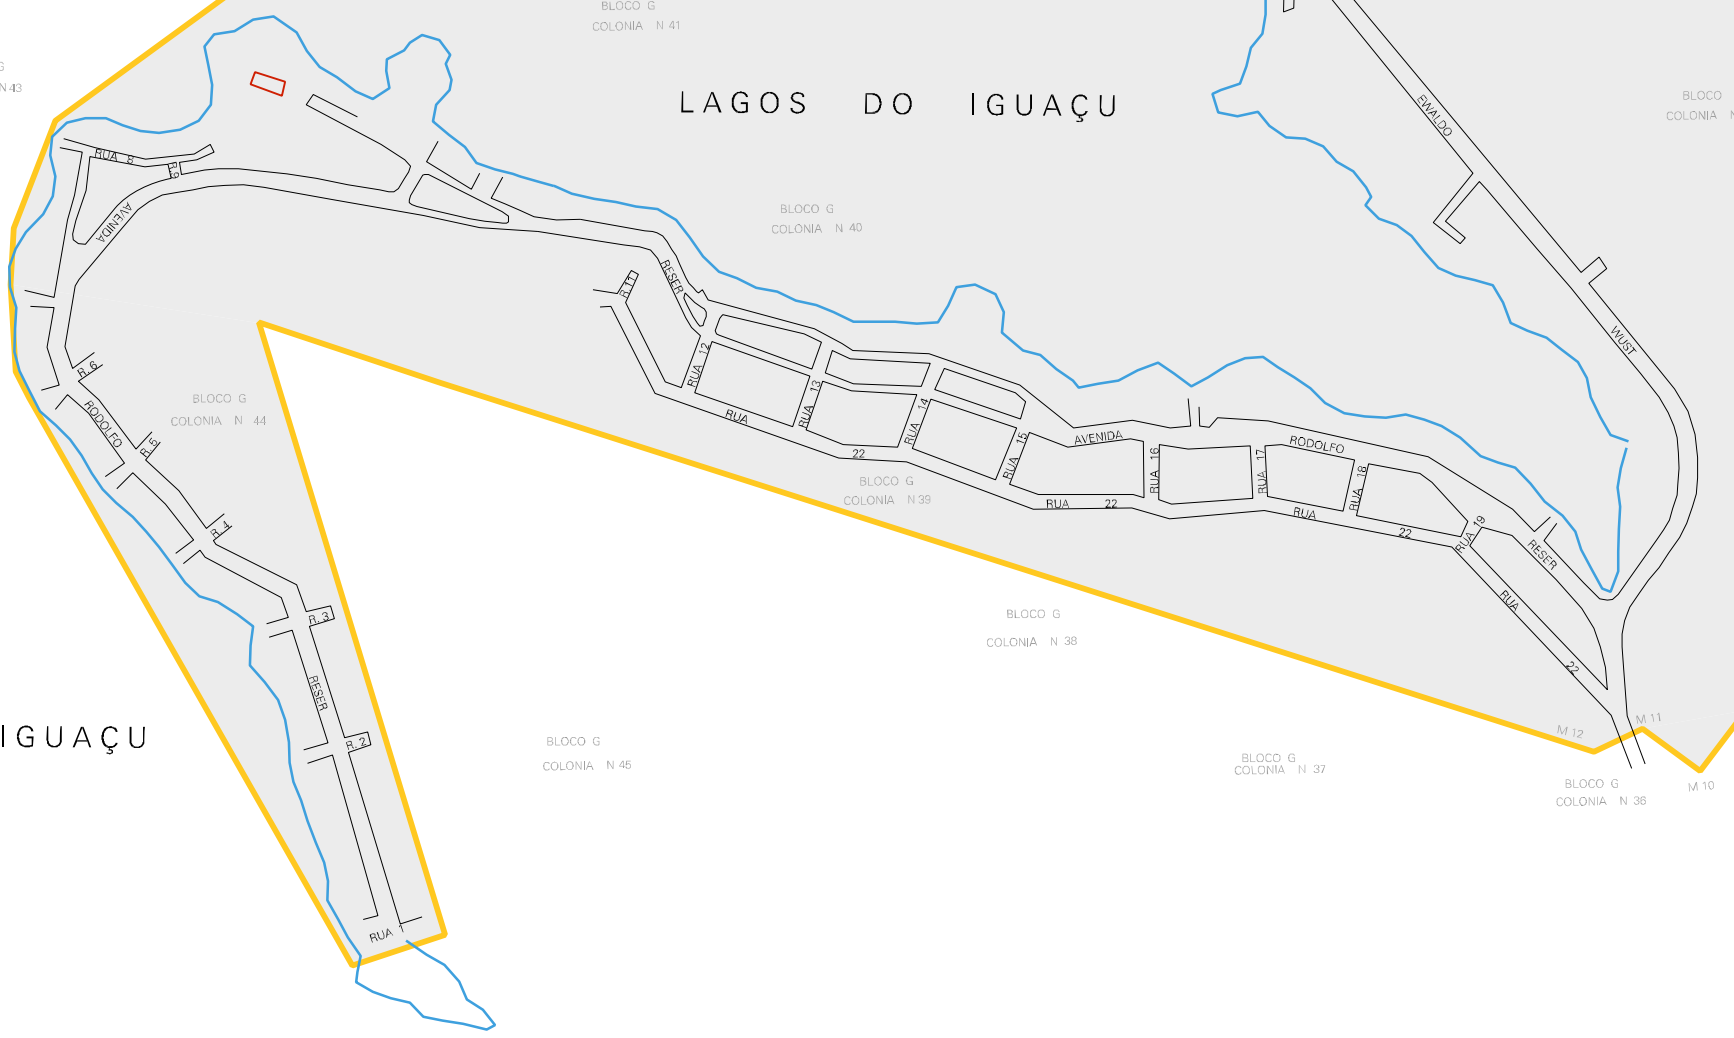 BLOCO G
COLONIA N 41
G
N 43
LAGOS DO IGUAÇU
BLOCO
COLONIA N
EWALDO
RUA 8
R.9
AVENIDA
BLOCO G
COLONIA N 40
RESER
R.11
WUST
R. 6
RODOLFO
R.5
R. 4
BLOCO G
COLONIA N 44
RUA 12
RUA 13
RUA 14
RUA 15
RUA 16
RUA 17
RUA 18
RUA 19
AVENIDA
RODOLFO
RESER
RUA
22
RUA 22
RUA
22
RUA
22
BLOCO G
COLONIA N 39
R. 3
RESER
R. 2
RUA 1
BLOCO G
COLONIA N 38
IGUAÇU
BLOCO G
COLONIA N 45
BLOCO G
COLONIA N 37
M 12
M 11
M 10
BLOCO G
COLONIA N 36